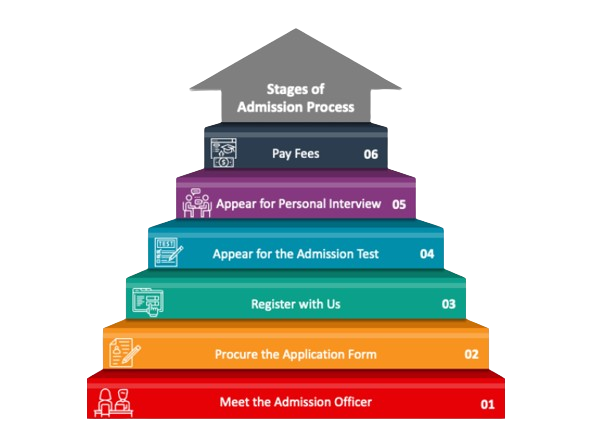 Stages of
Admission Process
Pay Fees 06
Appear for Personal Interview 05
TEST
Appear for the Admission Test 04
Register with Us 03
Procure the Application Form 02
Meet the Admission Officer 01